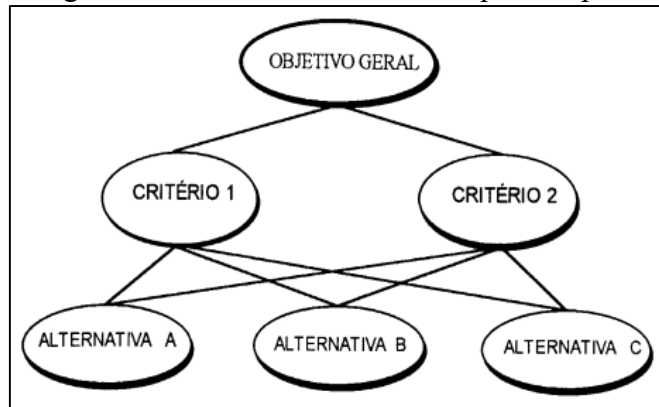 OBJETIVO GERAL
CRITÉRIO 1
CRITÉRIO 2
ALTERNATIVA A
ALTERNATIVA B
ALTERNATIVA C